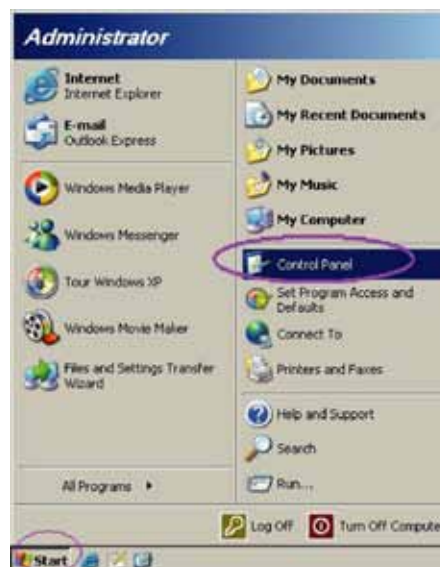 Administrator
Internet
Internet Explorer
E-mail
Outlook Express
Windows Media Player
Windows Messenger
Tour Windows XP
Windows Movie Maker
Files and Settings Transfer
Wizard
All Programs
My Documents
My Recent Documents
My Pictures
My Music
My Computer
Control Panel
Set Program Access and
Defaults
Connect To
Printers and Faxes
Help and Support
Search
Run...
Log Off
Turn Off Compute
Start